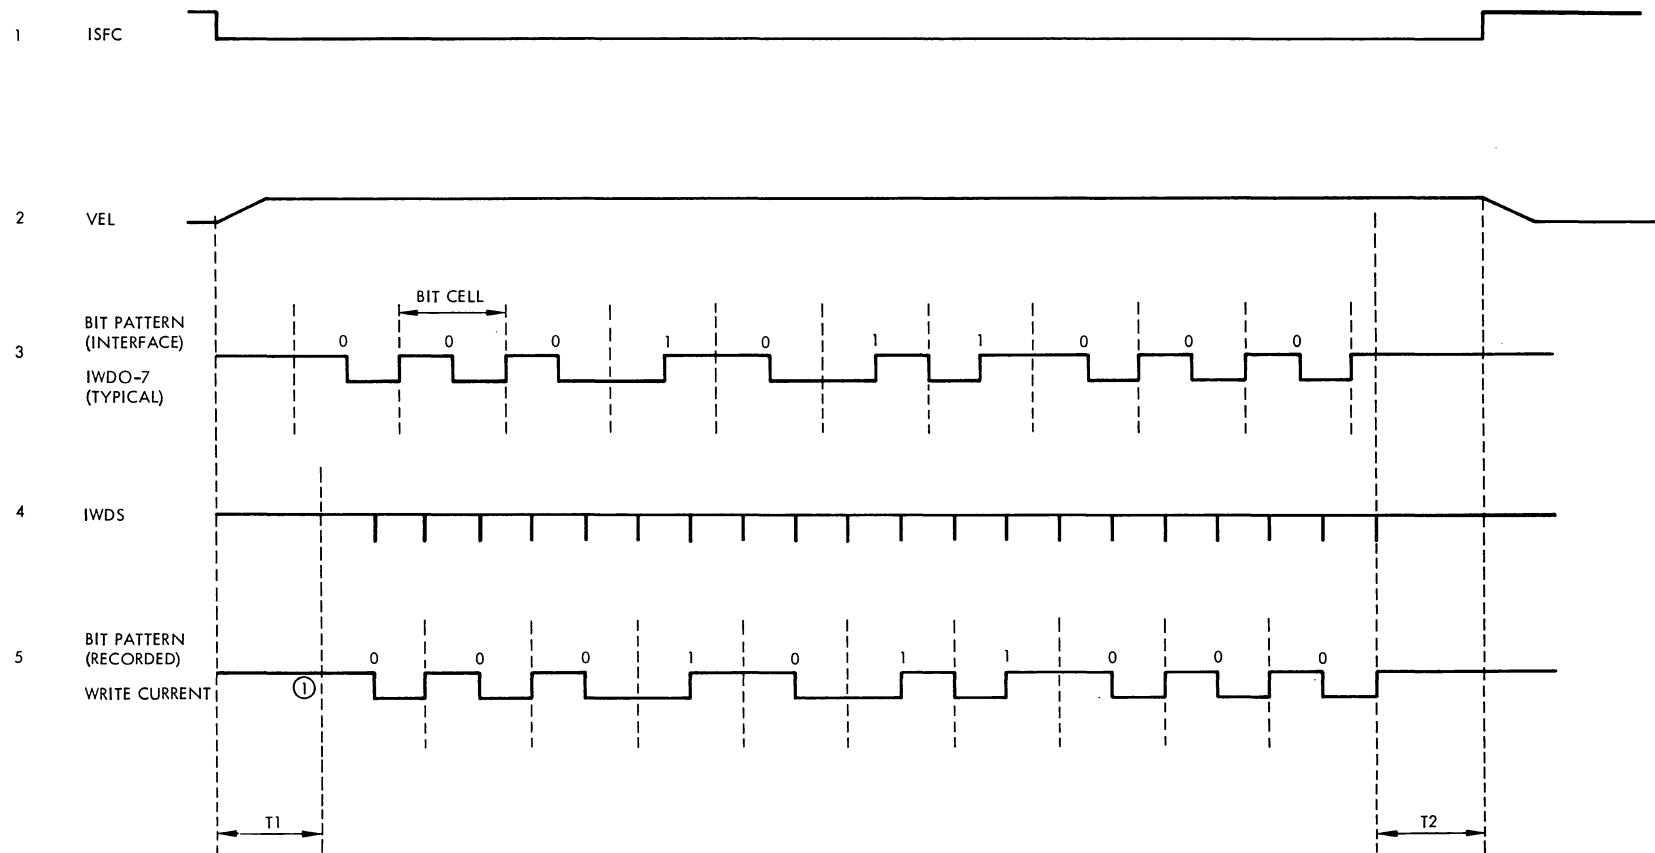 1 ISFC
2 VEL
BIT CELL
BIT PATTERN
(INTERFACE)
0 0 0 1 0 1 1 0 0 0
3
IWDO-7
(TYPICAL)
4 IWDS
BIT PATTERN
(RECORDED)
5
0 0 0 1 0 1 1 0 0 0
WRITE CURRENT
1
T1 T2